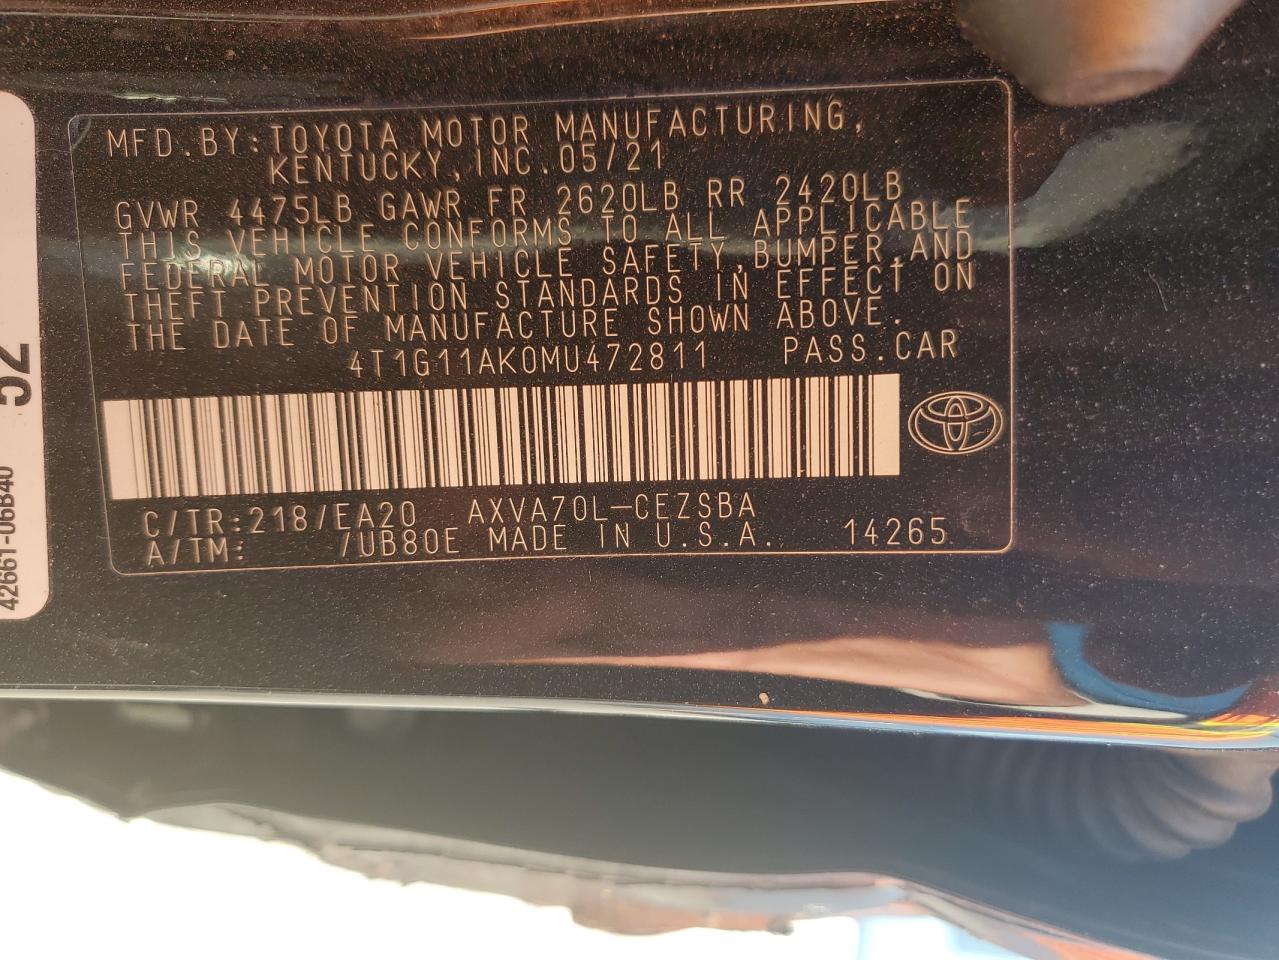 MFD.BY:TOYOTA MOTOR MANUFACTURING,
KENTUCKY,INC.05/21
GVWR 4475LB GAWR FR 2620LB RR 2420LB
THIS VEHICLE CONFORMS TO ALL APPLICABLE
FEDERAL MOTOR VEHICLE SAFETY,BUMPER,AND
THEFT PREVENTION STANDARDS IN EFFECT ON
THE DATE OF MANUFACTURE SHOWN ABOVE.
4T1G11AK0MU472811 PASS.CAR
C/TR:218/EA20 AXVA70L-CEZSBA
A/TM: /UB80E MADE IN U.S.A. 14265
52
42661-06B40